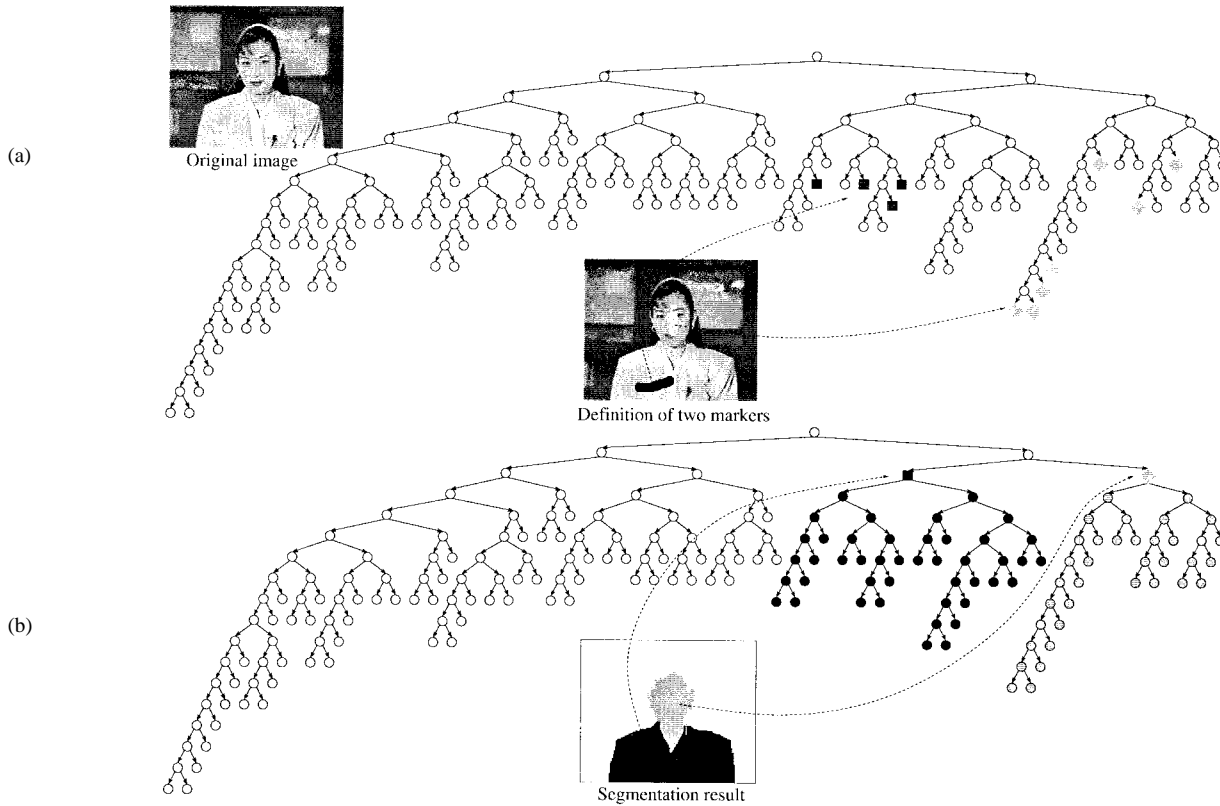 Original image
(a)
Definition of two markers
(b)
Segmentation result